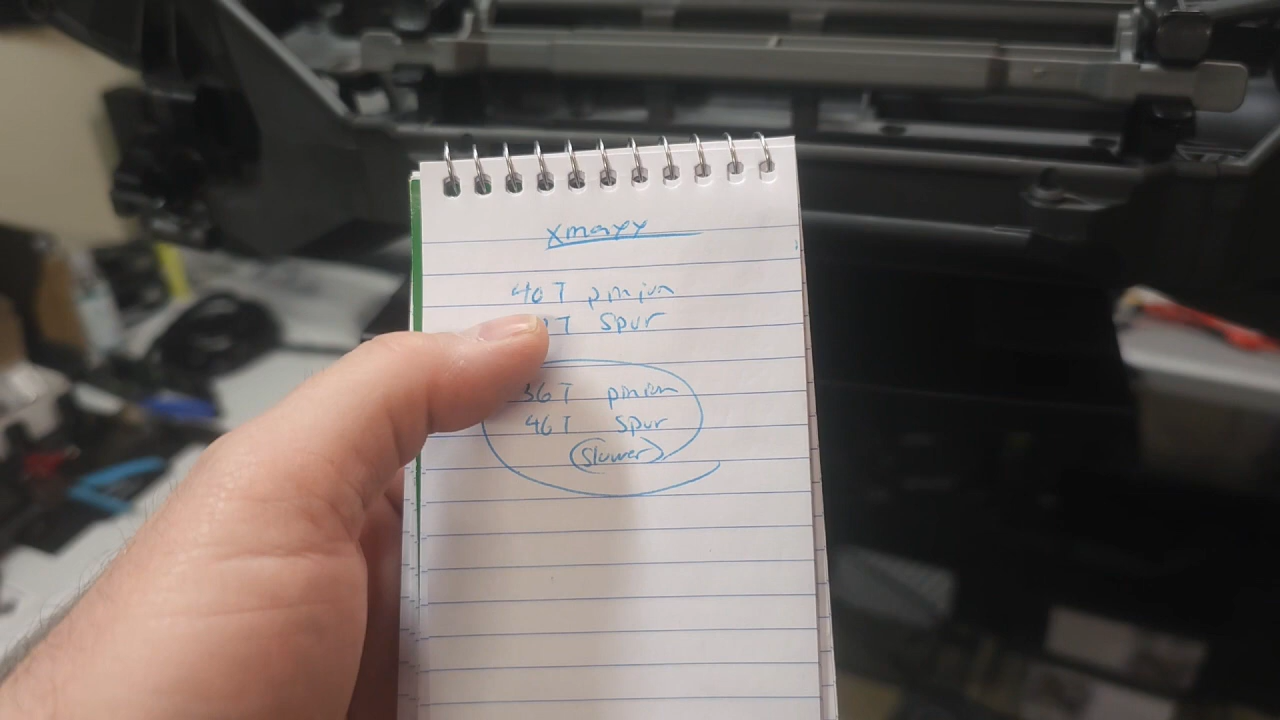 xmaxx
40T pinion
T spur
36T pinion
46T spur
(slower)